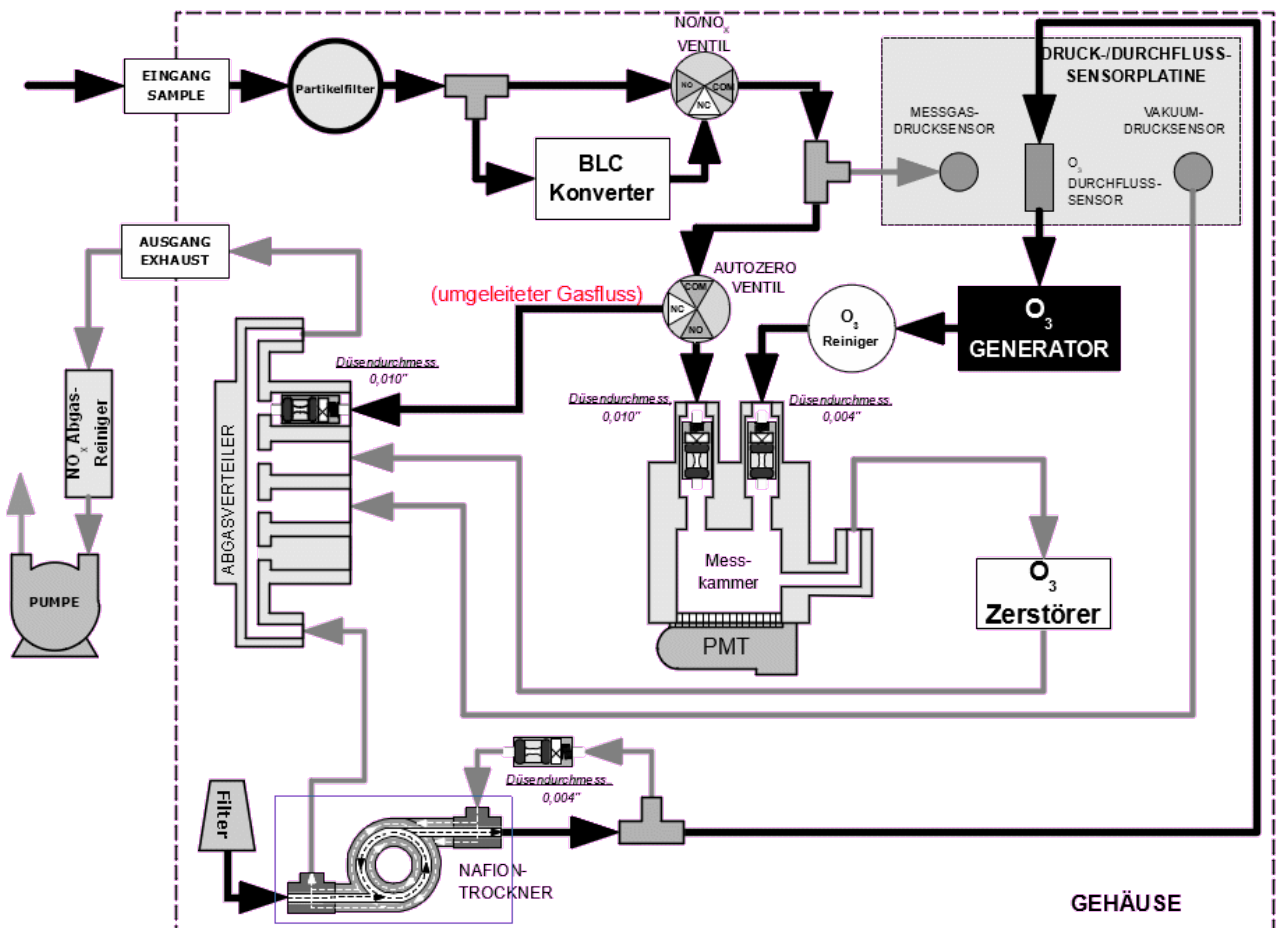 NO/NOX
VENTIL
EINGANG
SAMPLE
Partikelfilter
NO
COM
NC
BLC
Konverter
DRUCK-/DURCHFLUSS-
SENSORPLATINE
MESSGAS-
DRUCKSENSOR
VAKUUM-
DRUCKSENSOR
O3
DURCHFLUSS-
SENSOR
AUSGANG
EXHAUST
AUTOZERO
VENTIL
COM
NC
NO
(umgeleiteter Gasfluss)
O3
Reiniger
O3
GENERATOR
Düsendurchmess.
0,010"
Düsendurchmess.
0,010"
Düsendurchmess.
0,004"
NOX Abgas-
Reiniger
ABGASVERTEILER
Mess-
kammer
O3
Zerstörer
PUMPE
PMT
Düsendurchmess.
0,004"
Filter
NAFION-
TROCKNER
GEHÄUSE